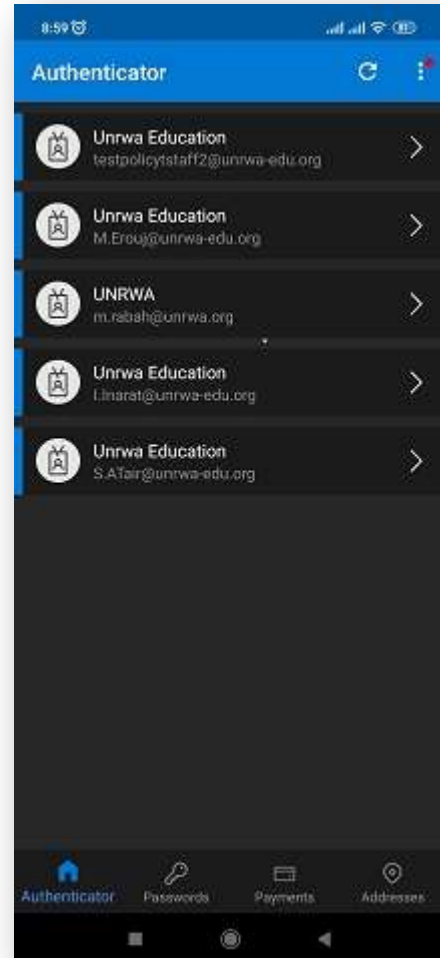 8:59
Authenticator
Unrwa Education
testpolicytstaff2@unrwa-edu.org
Unrwa Education
M.Erouj@unrwa-edu.org
UNRWA
m.rabah@unrwa.org
Unrwa Education
@unrwa-edu.org
Unrwa Education
S.ATair@unrwa-edu.org
Authenticator Passwords Payments Addresses